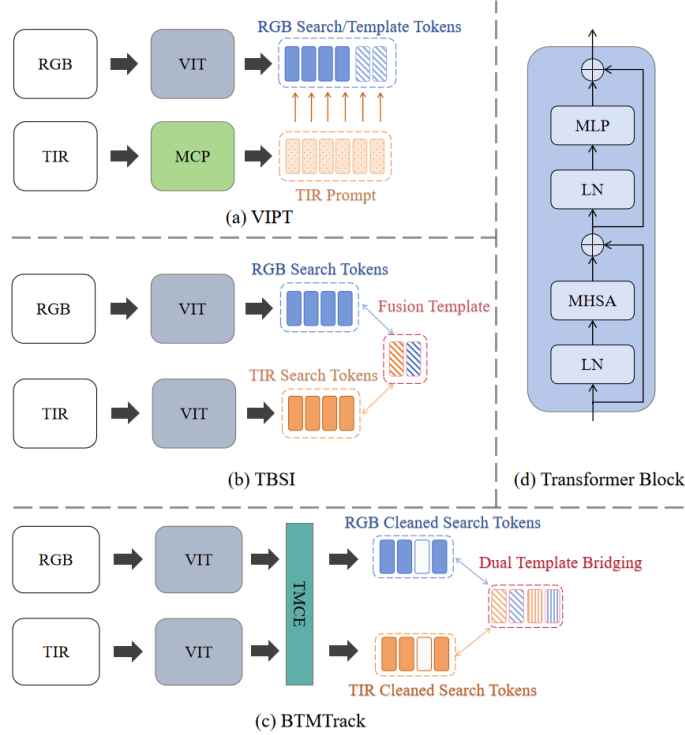 RGB Search/Template Tokens
RGB
VIT
TIR
MCP
TIR Prompt
(a) VIPT
RGB Search Tokens
RGB
VIT
Fusion Template
TIR Search Tokens
TIR
VIT
(b) TBSI
MLP
LN
MHSA
LN
(d) Transformer Block
RGB Cleaned Search Tokens
RGB
VIT
TMCE
Dual Template Bridging
TIR
VIT
TIR Cleaned Search Tokens
(c) BTMTrack